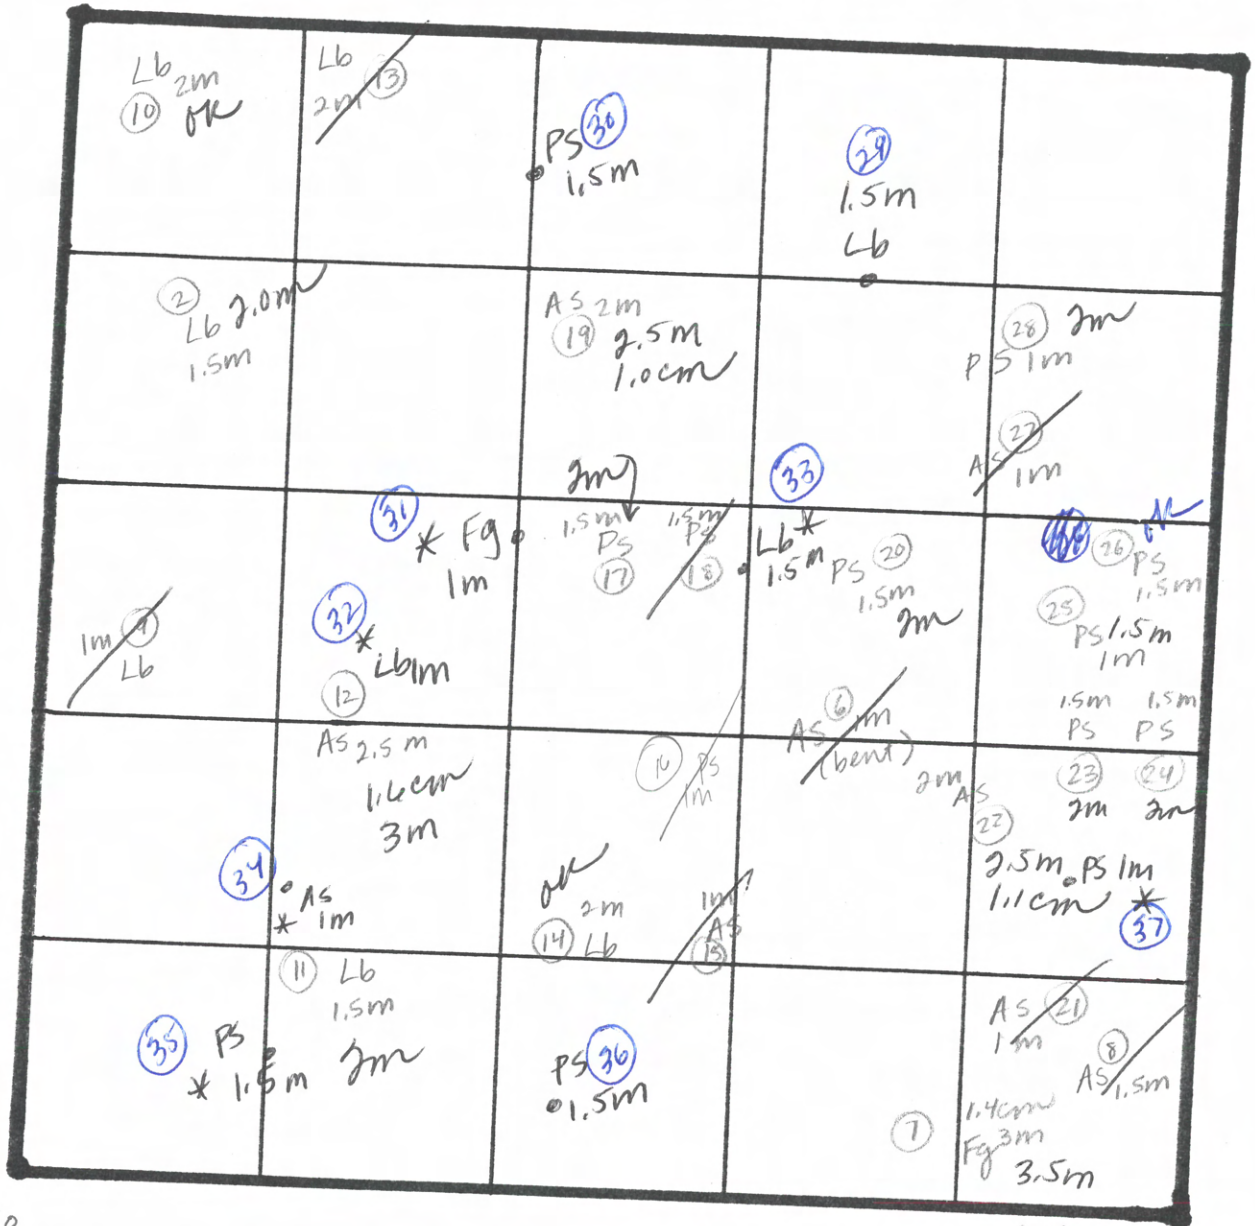 Lb 2m
10 ok
Lb
2m 13
PS 30
1.5m
29
1.5m
Lb
2
Lb 2.0m
1.5m
AS 2m
19 2.5m
1.0cm
28 2m
PS 1m
27
AS 1m
2m
33
31
* Fg
1m
1.5m
PS
17
1.5m
PS
18
Lb *
1.5m
PS 20
1.5m
2m
ok
26 PS
1.5m
25
PS 1.5m
1m
1m 9
Lb
32
* Lb 1m
12
AS 2.5m
1.6cm
3m
AS 6 1m
(bent)
1.5m 1.5m
PS PS
23 24
2m 2m
16 PS
1m
2m AS
22
2.5m
1.1cm
PS 1m
*
37
34
AS
* 1m
ok
2m
14 Lb
1m
AS
15
11 Lb
1.5m
2m
35 PS
* 1.5m
PS 36
1.5m
AS 21
1m
8
AS 1.5m
7
1.4cm
Fg 3m
3.5m